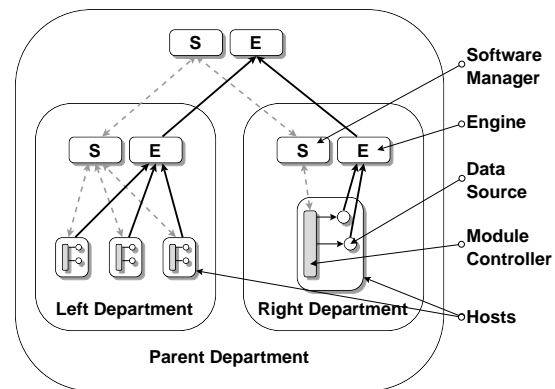 S E
Software
Manager
Engine
S E
S E
Data
Source
Module
Controller
Left Department
Right Department
Hosts
Parent Department